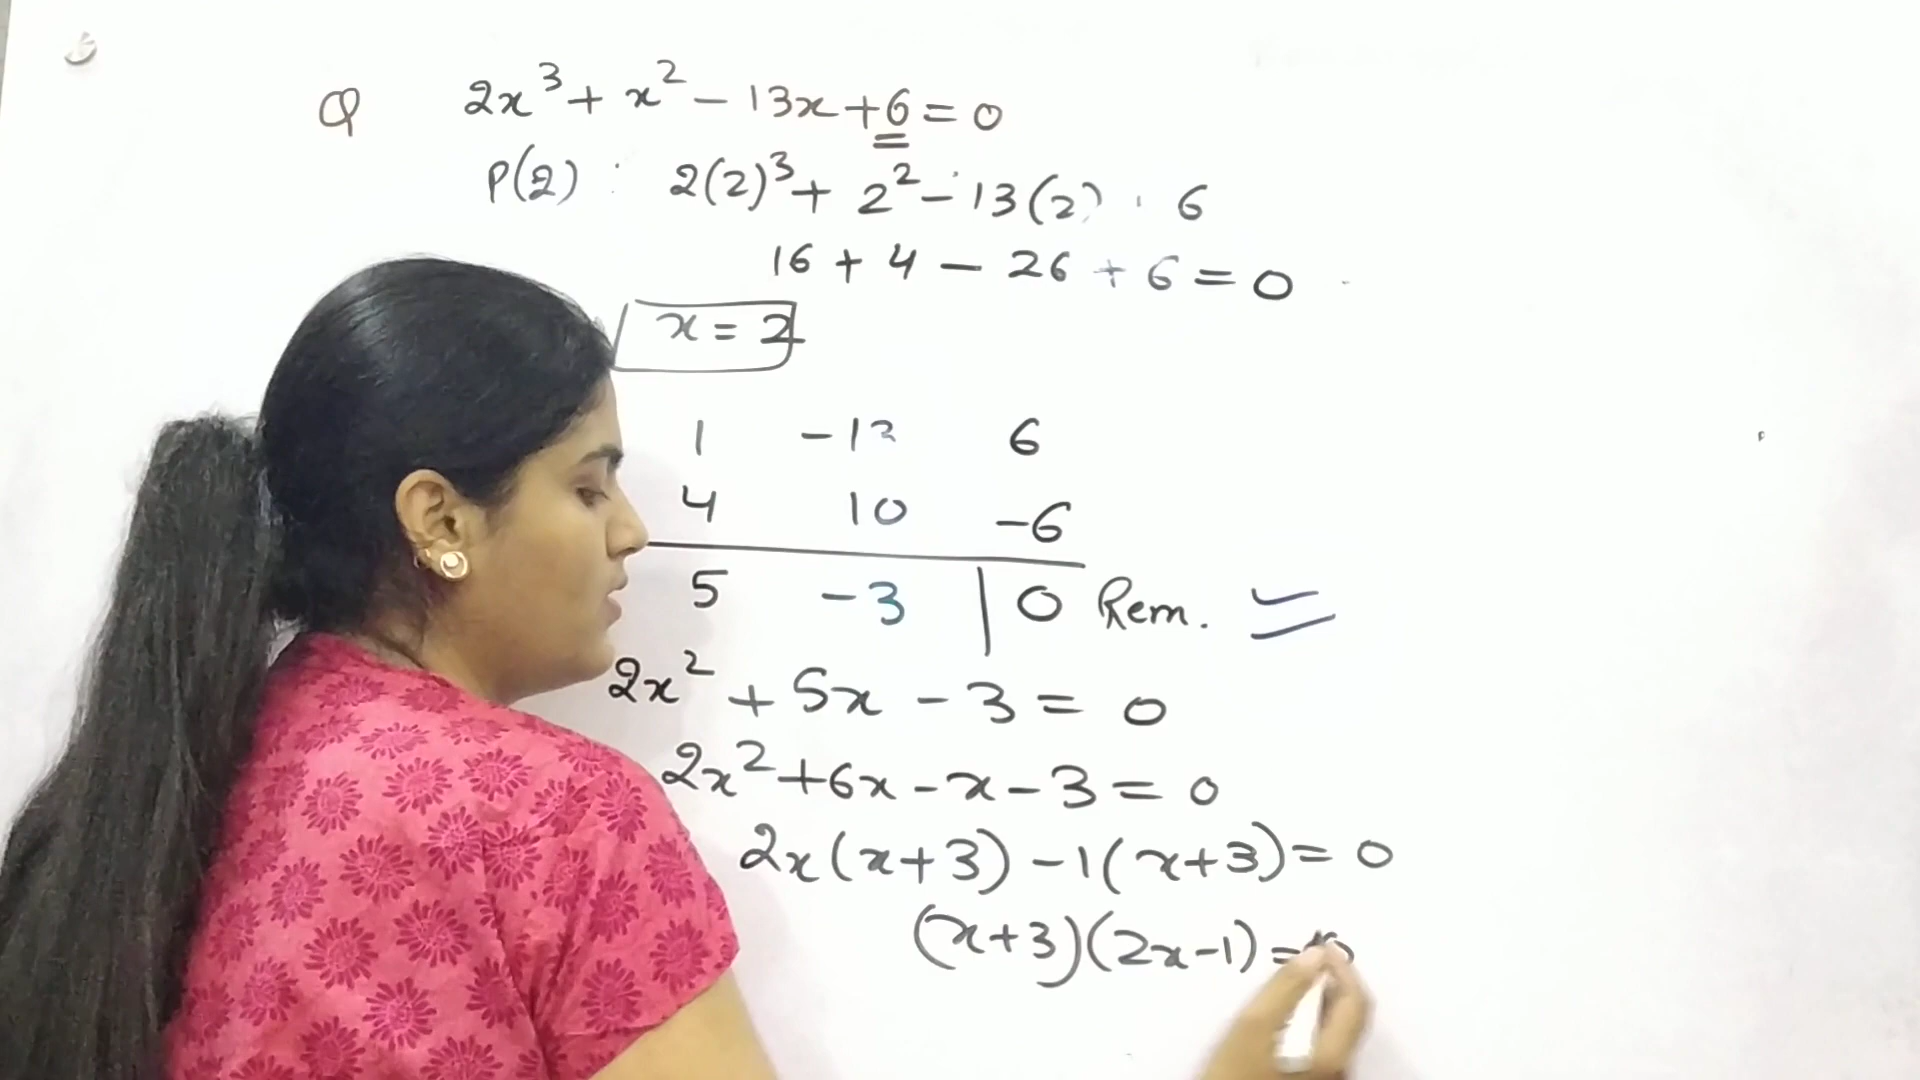 Q 2x³ + x² - 13x + 6 = 0
P(2) : 2(2)³ + 2² - 13(2) + 6
16 + 4 - 26 + 6 = 0
x = 2
1 -13 6
4 10 -6
5 -3 | 0 Rem.
2x² + 5x - 3 = 0
2x² + 6x - x - 3 = 0
2x(x+3) - 1(x+3) = 0
(x+3)(2x-1) = 0